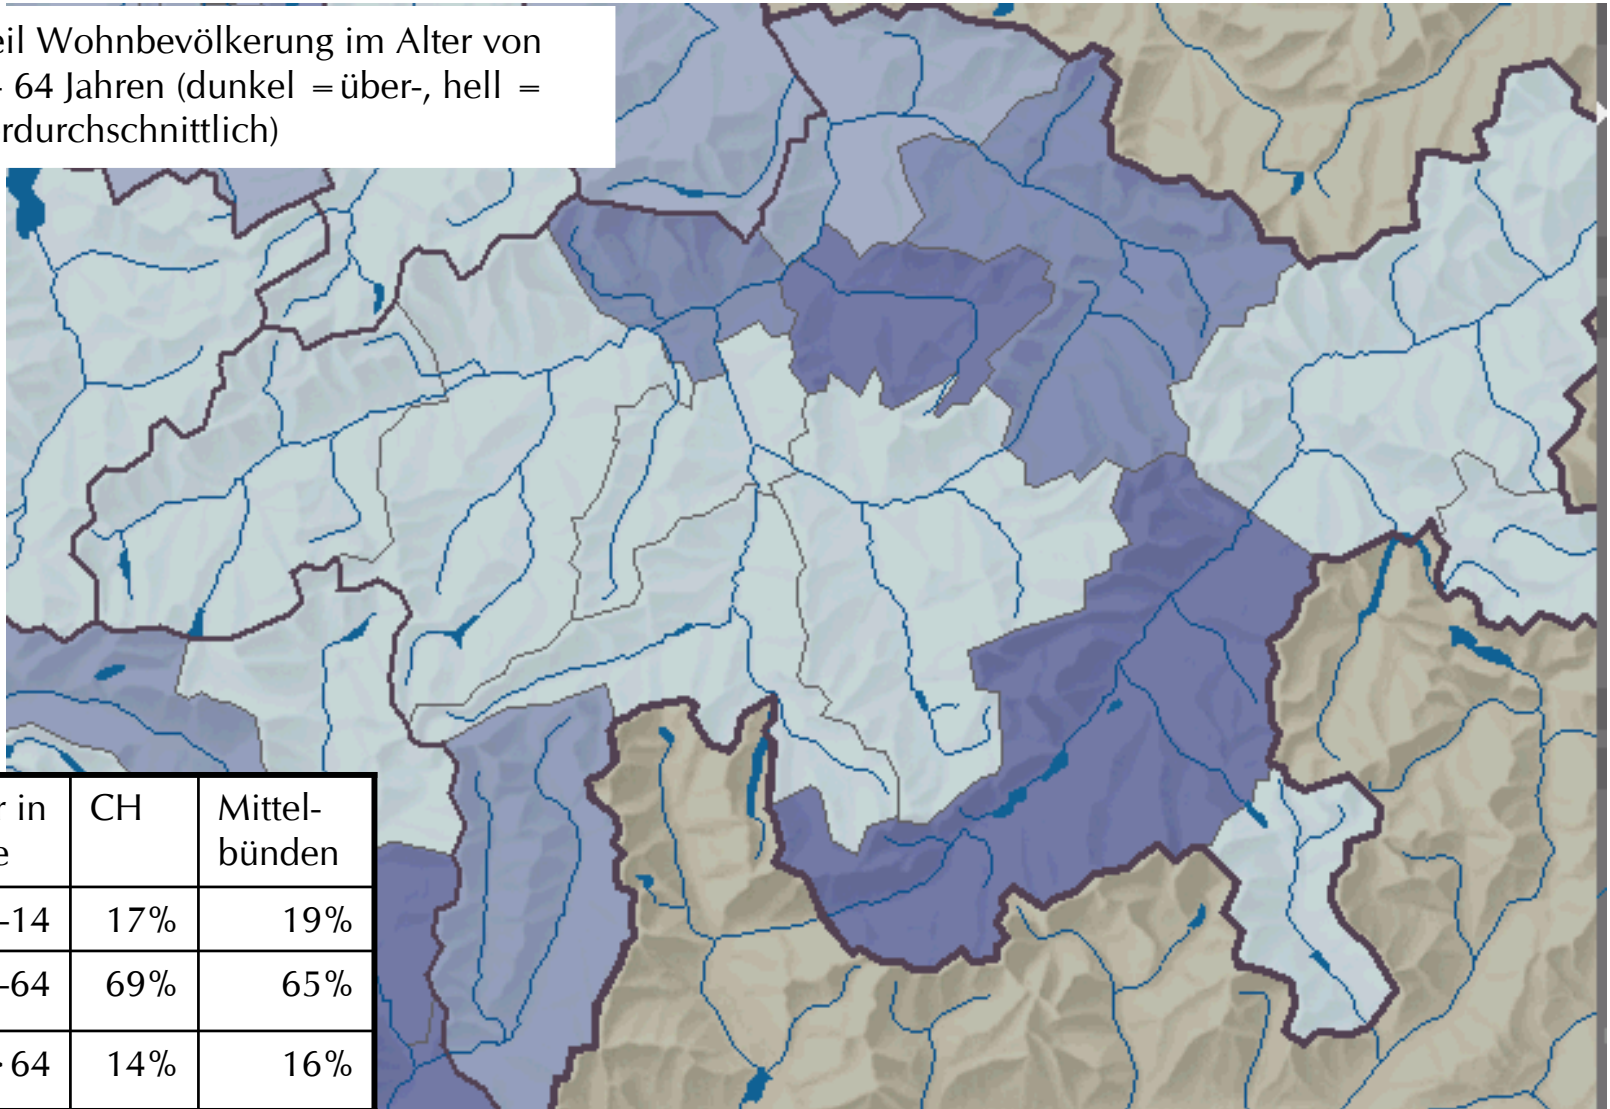 eil Wohnbevölkerung im Alter von
- 64 Jahren (dunkel = über-, hell =
rdurchschnittlich)
r in CH Mittel-
e bünden
-14 17% 19%
-64 69% 65%
64 14% 16%